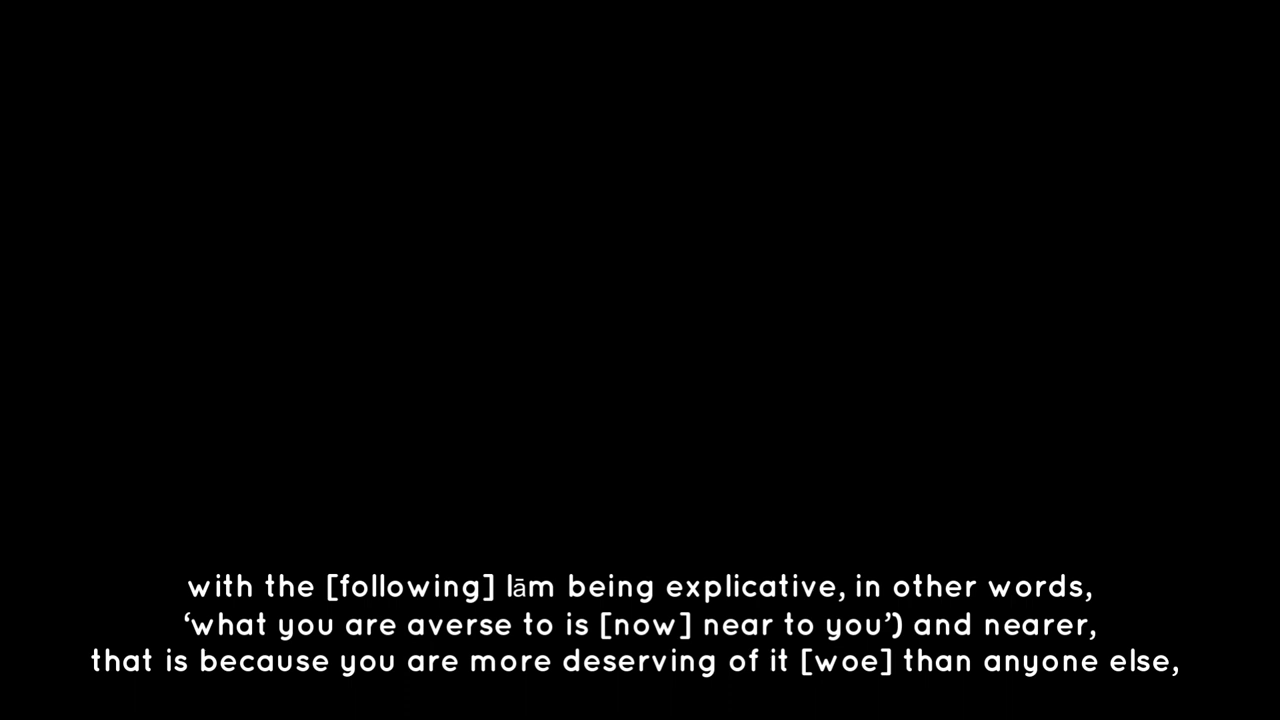 with the [following] lām being explicative, in other words,
‘what you are averse to is [now] near to you’) and nearer,
that is because you are more deserving of it [woe] than anyone else,